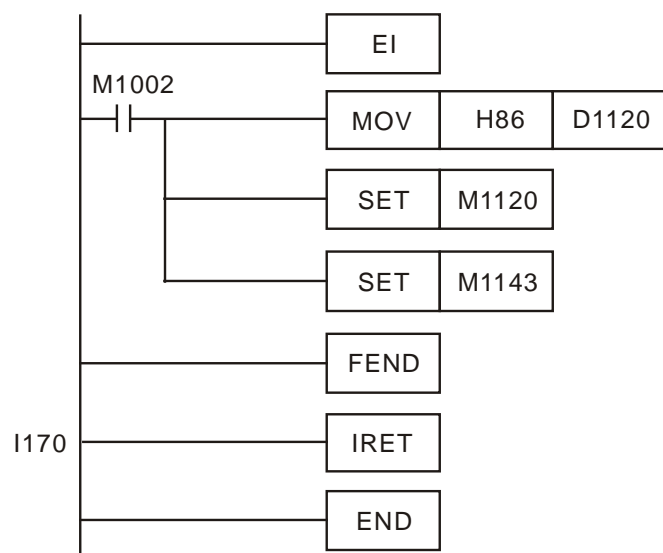 EI
M1002
MOV H86 D1120
SET M1120
SET M1143
FEND
I170 IRET
END